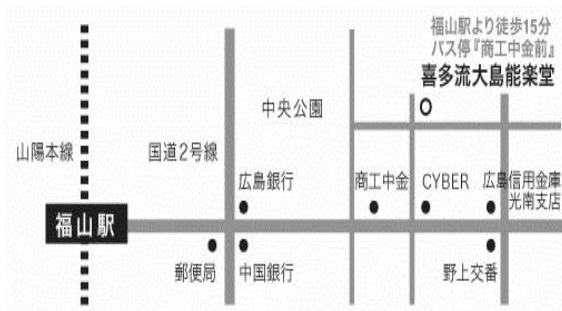 福山駅より徒歩15分
バス停『商工中金前』
喜多流大島能楽堂
中央公園
山陽本線
国道2号線
広島銀行
商工中金
CYBER
広島信用金庫
光南支店
福山駅
郵便局
中国銀行
野上交番